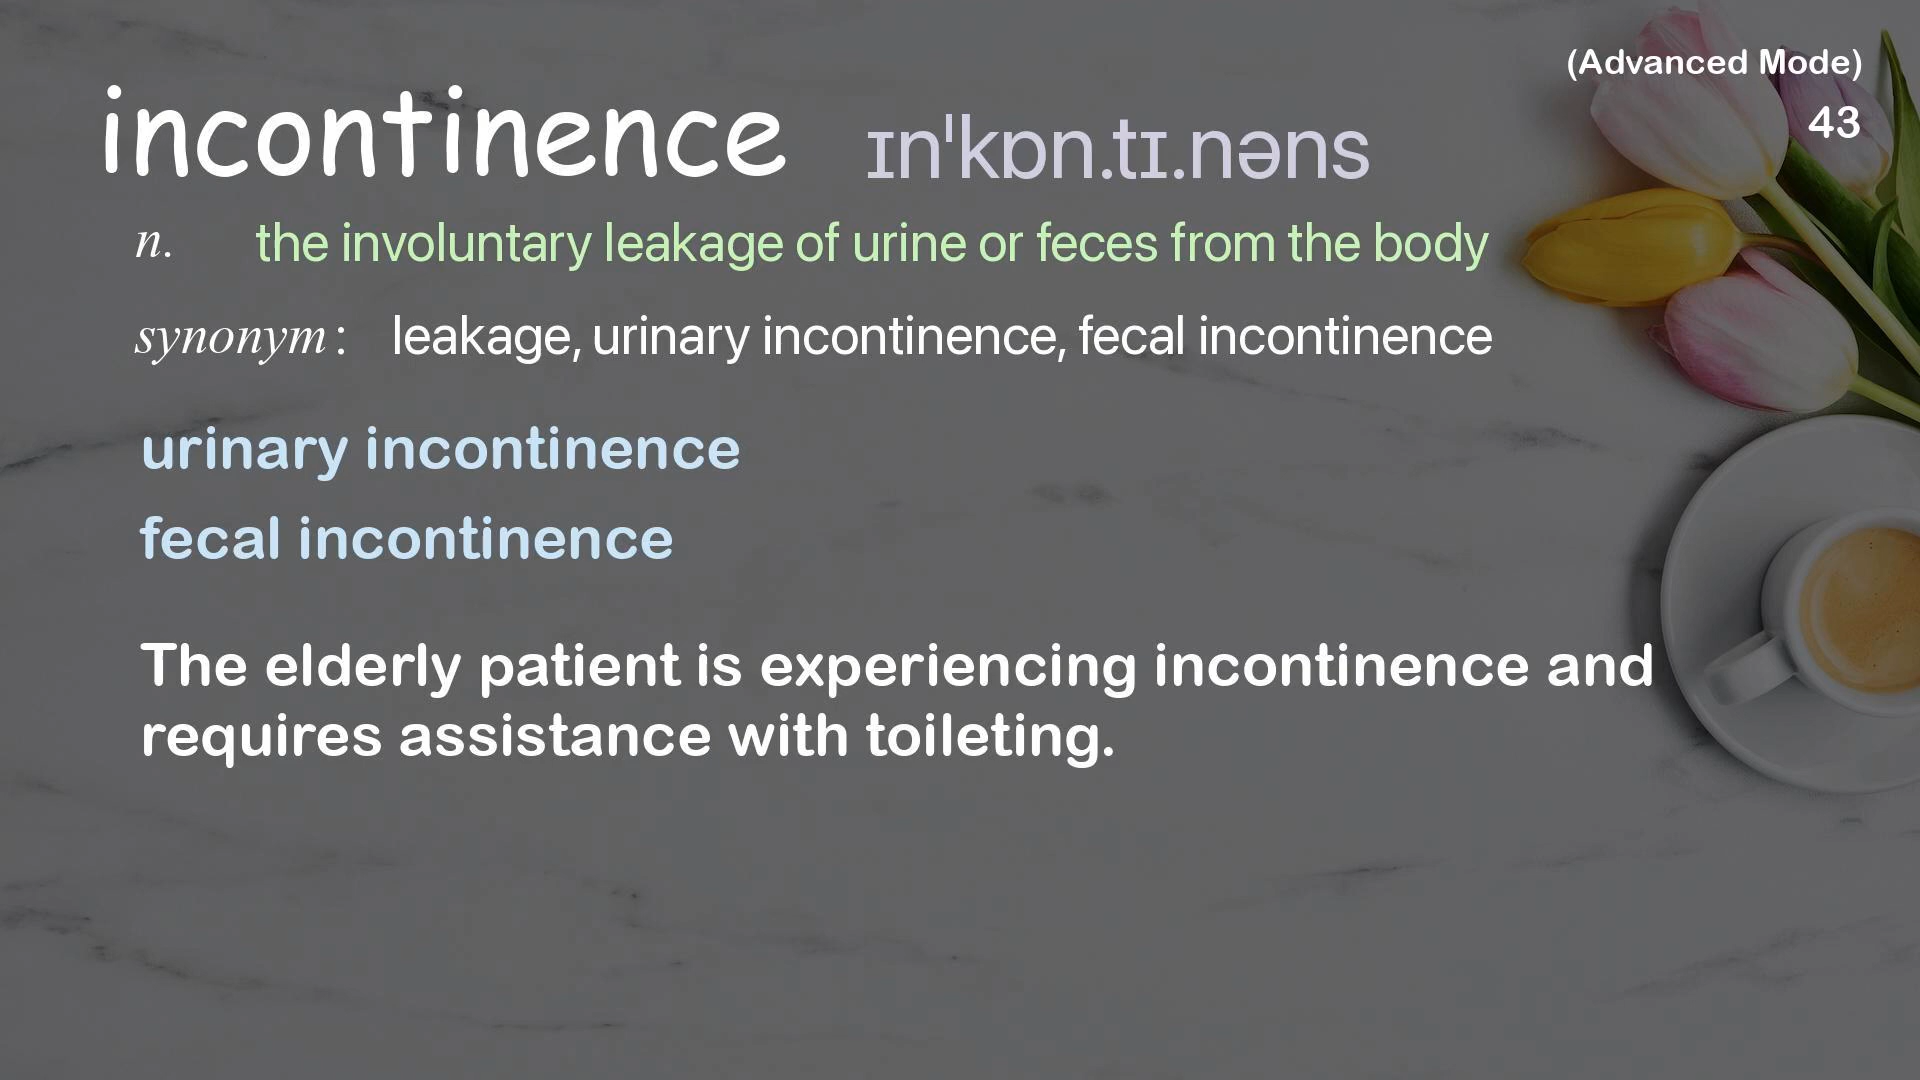 (Advanced Mode)
incontinence ɪnˈkɒn.tɪ.nəns 43
n. the involuntary leakage of urine or feces from the body
synonym: leakage, urinary incontinence, fecal incontinence
urinary incontinence
fecal incontinence
The elderly patient is experiencing incontinence and
requires assistance with toileting.